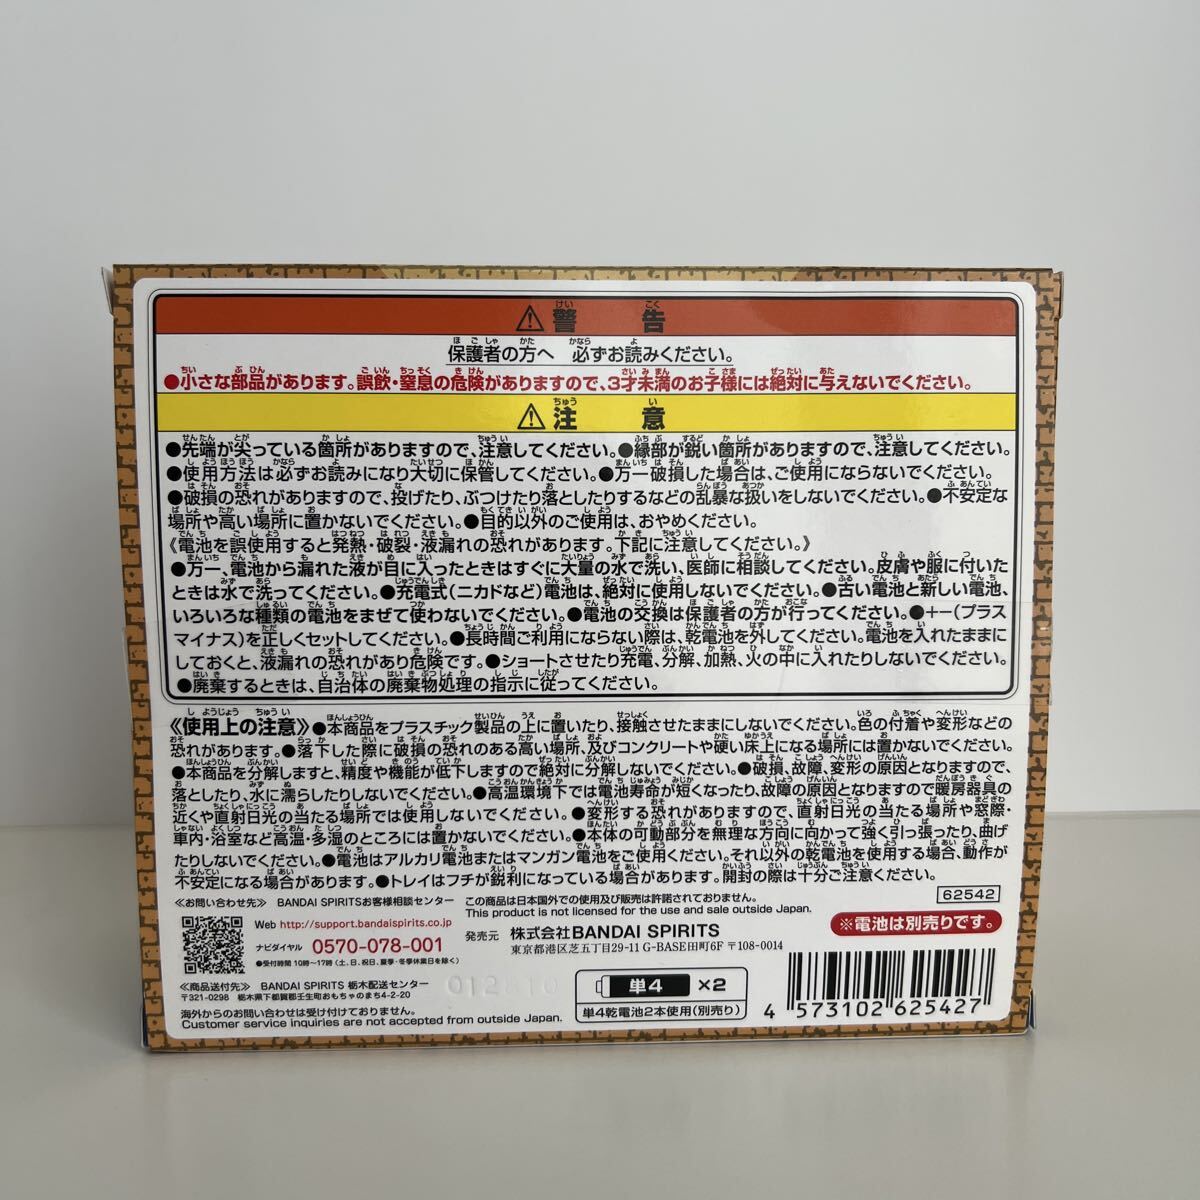 ⚠警告
保護者の方へ 必ずお読みください。
●小さな部品があります。誤飲・窒息の危険がありますので、3才未満のお子様には絶対に与えないでください。
⚠注意
●先端が尖っている箇所がありますので、注意してください。●縁部が鋭い箇所がありますので、注意してください。
●使用方法は必ずお読みになり大切に保管してください。●万一破損した場合は、ご使用にならないでください。
●破損の恐れがありますので、投げたり、ぶつけたり落としたりするなどの乱暴な扱いをしないでください。●不安定な
場所や高い場所に置かないでください。●目的以外のご使用は、おやめください。
《電池を誤使用すると発熱・破裂・液漏れの恐れがあります。下記に注意してください。》
●万一、電池から漏れた液が目に入ったときはすぐに大量の水で洗い、医師に相談してください。皮膚や服に付いた
ときは水で洗ってください。●充電式(ニカドなど)電池は、絶対に使用しないでください。●古い電池と新しい電池、
いろいろな種類の電池をまぜて使わないでください。●電池の交換は保護者の方が行ってください。●+−(プラス
マイナス)を正しくセットしてください。●長時間ご利用にならない際は、乾電池を外してください。電池を入れたままに
しておくと、液漏れの恐れがあり危険です。●ショートさせたり充電、分解、加熱、火の中に入れたりしないでください。
●廃棄するときは、自治体の廃棄物処理の指示に従ってください。
《使用上の注意》●本商品をプラスチック製品の上に置いたり、接触させたままにしないでください。色の付着や変形などの
恐れがあります。●落下した際に破損の恐れのある高い場所、及びコンクリートや硬い床上になる場所には置かないでください。
●本商品を分解しますと、精度や機能が低下しますので絶対に分解しないでください。●破損、故障、変形の原因となりますので、
落としたり、水に濡らしたりしないでください。●高温環境下では電池寿命が短くなったり、故障の原因となりますので暖房器具の
近くや直射日光の当たる場所では使用しないでください。●変形する恐れがありますので、直射日光の当たる場所や窓際・
車内・浴室など高温・多湿のところには置かないでください。●本体の可動部分を無理な方向に向かって強く引っ張ったり、曲げ
たりしないでください。●電池はアルカリ電池またはマンガン電池をご使用ください。それ以外の乾電池を使用する場合、動作が
不安定になる場合があります。●トレイはフチが鋭利になっている場合があります。開封の際は十分ご注意ください。
≪お問い合わせ先≫ BANDAI SPIRITSお客様相談センター
Web http://support.bandaispirits.co.jp
ナビダイヤル 0570-078-001
●受付時間 10時〜17時(土、日、祝日、夏季・冬季休業日を除く)
≪商品送付先≫ BANDAI SPIRITS 栃木配送センター
〒321-0298 栃木県下都賀郡壬生町おもちゃのまち4-2-20
海外からのお問い合わせは受け付けておりません。
Customer service inquiries are not accepted from outside Japan.
この商品は日本国外での使用及び販売は許諾されておりません。
This product is not licensed for the use and sale outside Japan.
発売元 株式会社BANDAI SPIRITS
東京都港区芝五丁目29-11 G-BASE田町6F 〒108-0014
012810
単4 ×2
単4乾電池2本使用(別売り)
62542
※電池は別売りです。
4 573102 625427